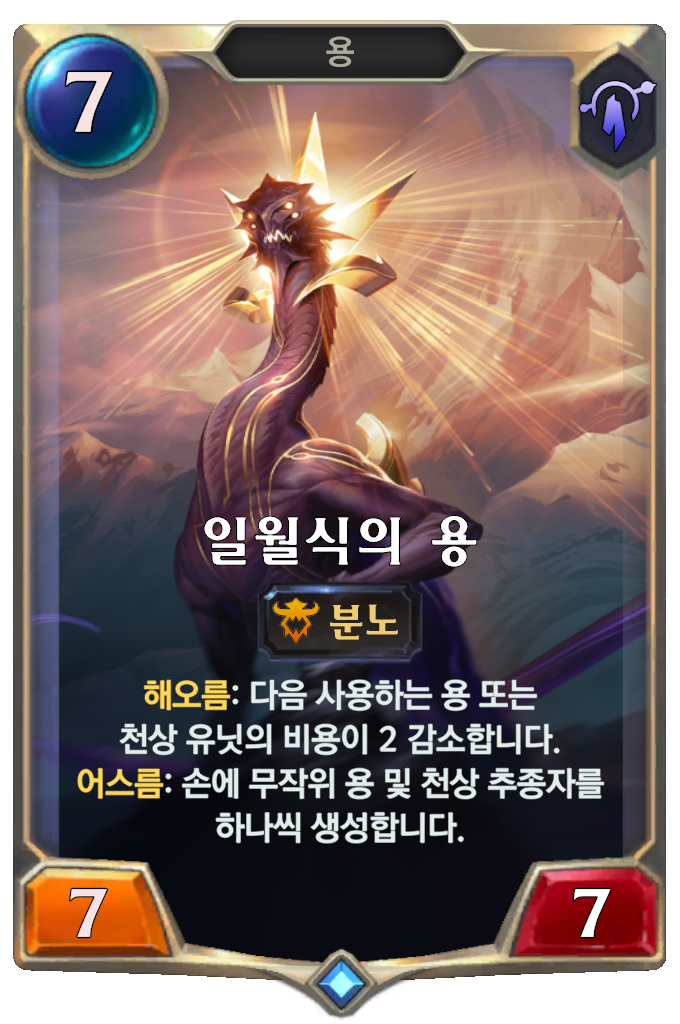 용
7
일월식의 용
분노
해오름: 다음 사용하는 용 또는
천상 유닛의 비용이 2 감소합니다.
어스름: 손에 무작위 용 및 천상 추종자를
하나씩 생성합니다.
7
7